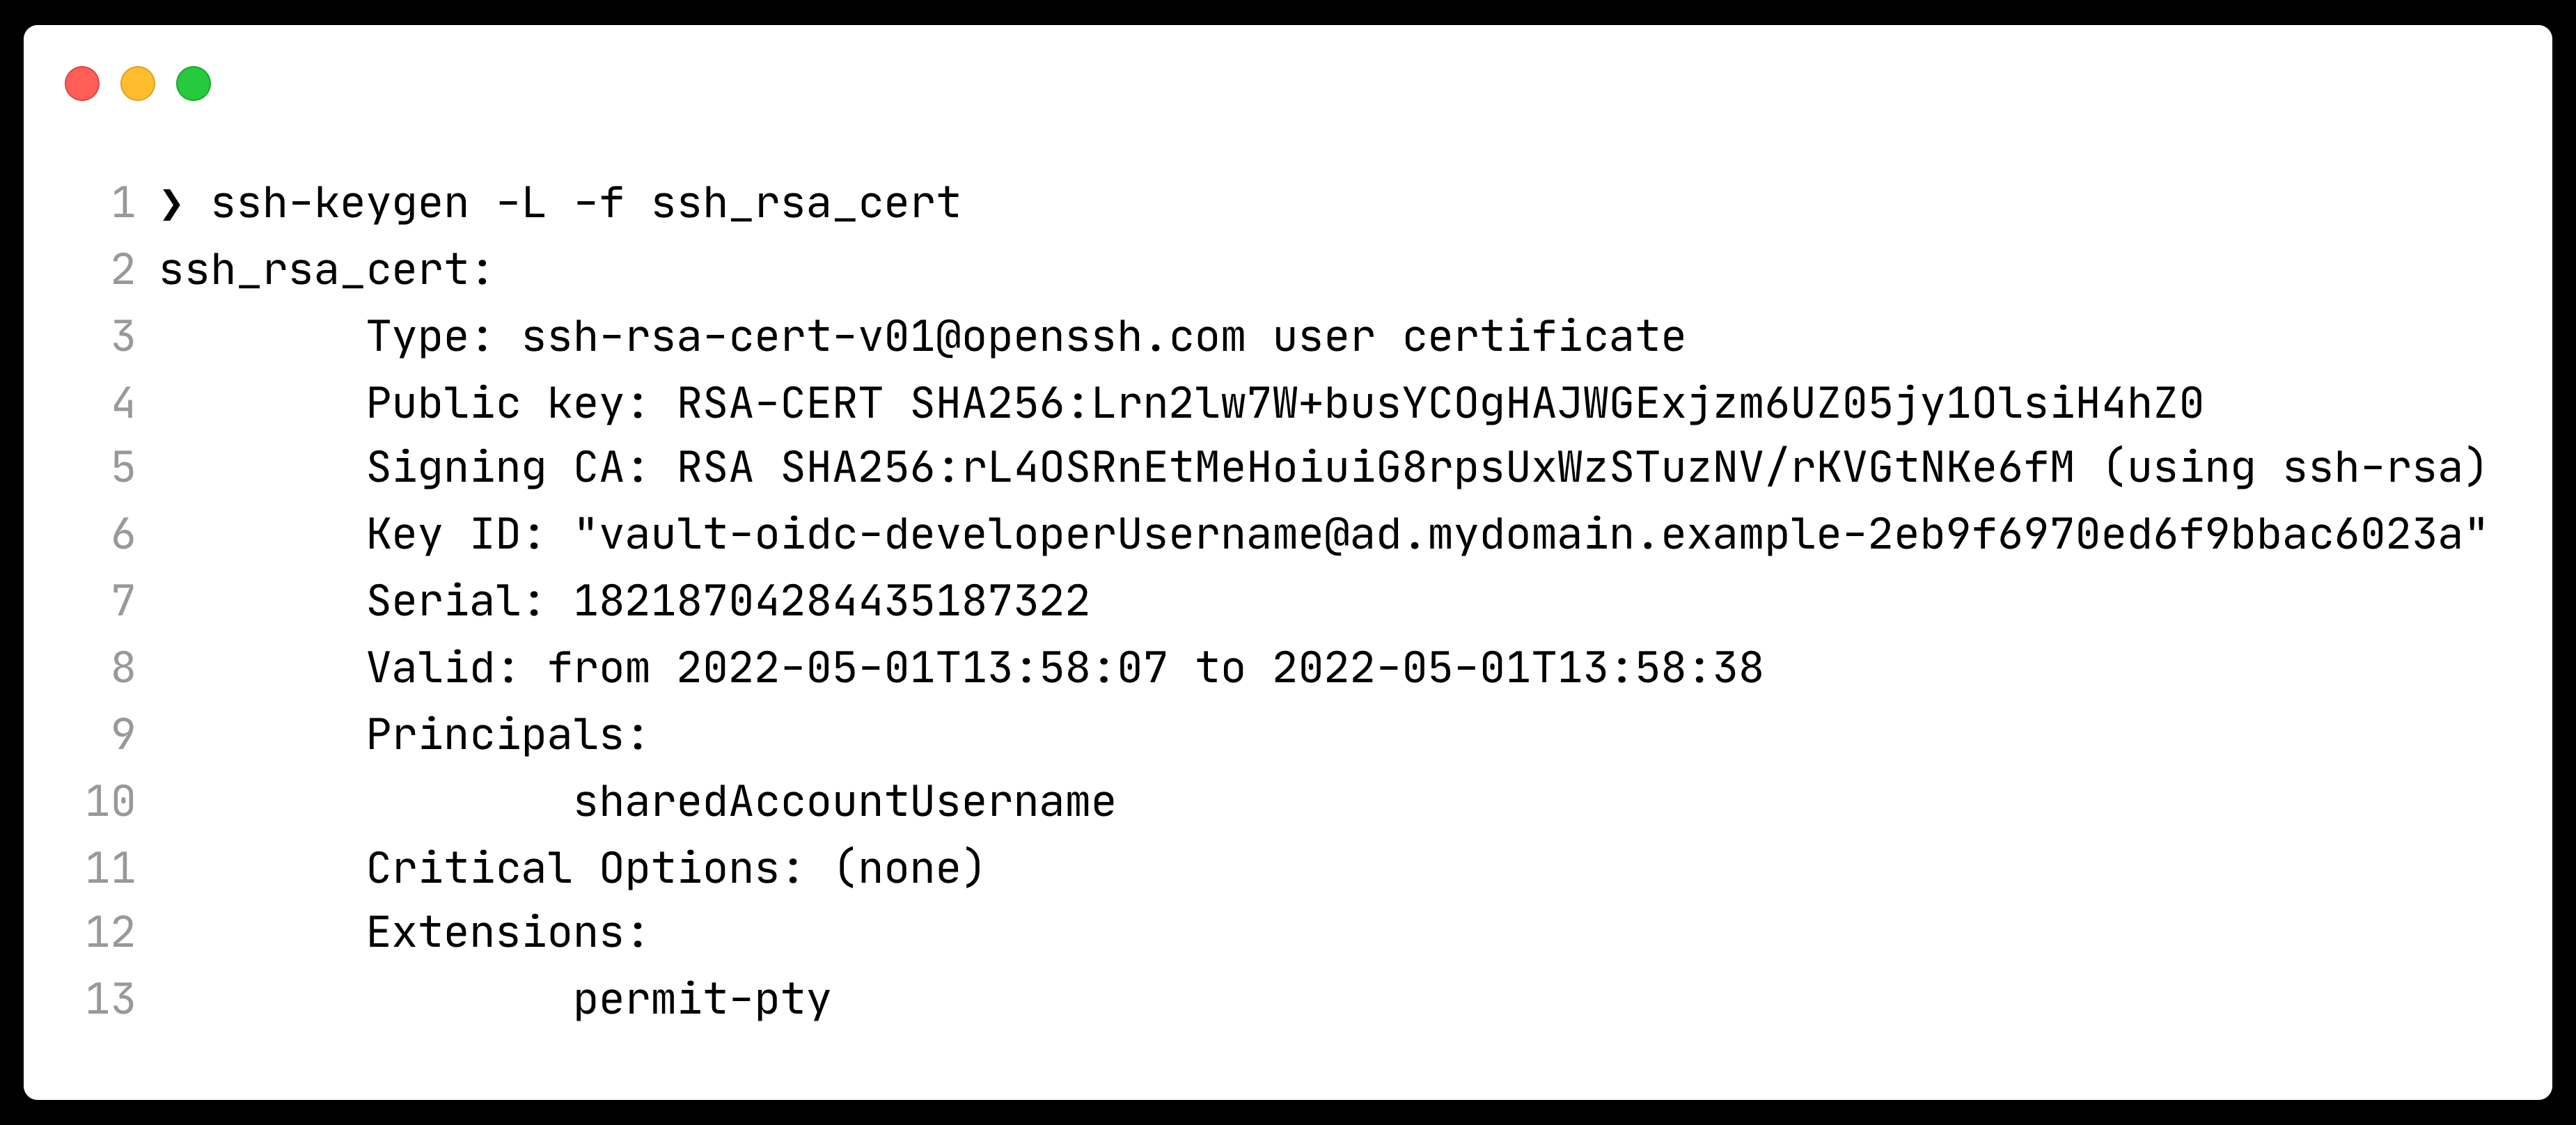 1 ❯ ssh-keygen -L -f ssh_rsa_cert
2 ssh_rsa_cert:
3         Type: ssh-rsa-cert-v01@openssh.com user certificate
4         Public key: RSA-CERT SHA256:Lrn2lw7W+busYCOgHAJWGExjzm6UZ05jy1OlsiH4hZ0
5         Signing CA: RSA SHA256:rL4OSRnEtMeHoiuiG8rpsUxWzSTuzNV/rKVGtNKe6fM (using ssh-rsa)
6         Key ID: "vault-oidc-developerUsername@ad.mydomain.example-2eb9f6970ed6f9bbac6023a"
7         Serial: 18218704284435187322
8         Valid: from 2022-05-01T13:58:07 to 2022-05-01T13:58:38
9         Principals:
10                 sharedAccountUsername
11         Critical Options: (none)
12         Extensions:
13                 permit-pty